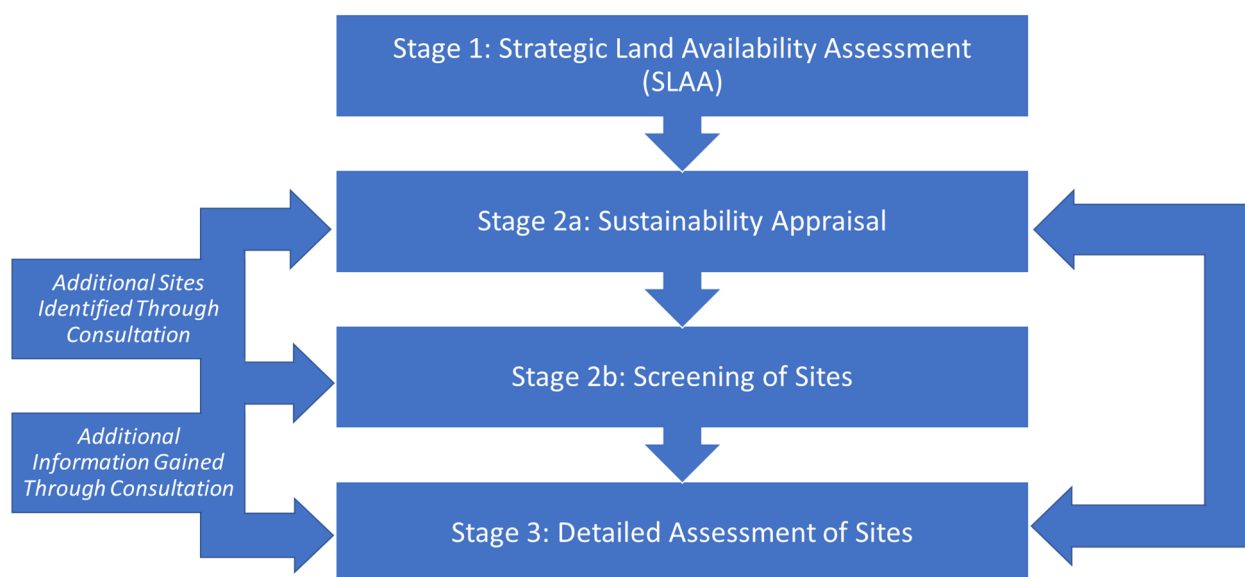 Stage 1: Strategic Land Availability Assessment
(SLAA)
Stage 2a: Sustainability Appraisal
Additional Sites
Identified Through
Consultation
Stage 2b: Screening of Sites
Additional
Information Gained
Through Consultation
Stage 3: Detailed Assessment of Sites